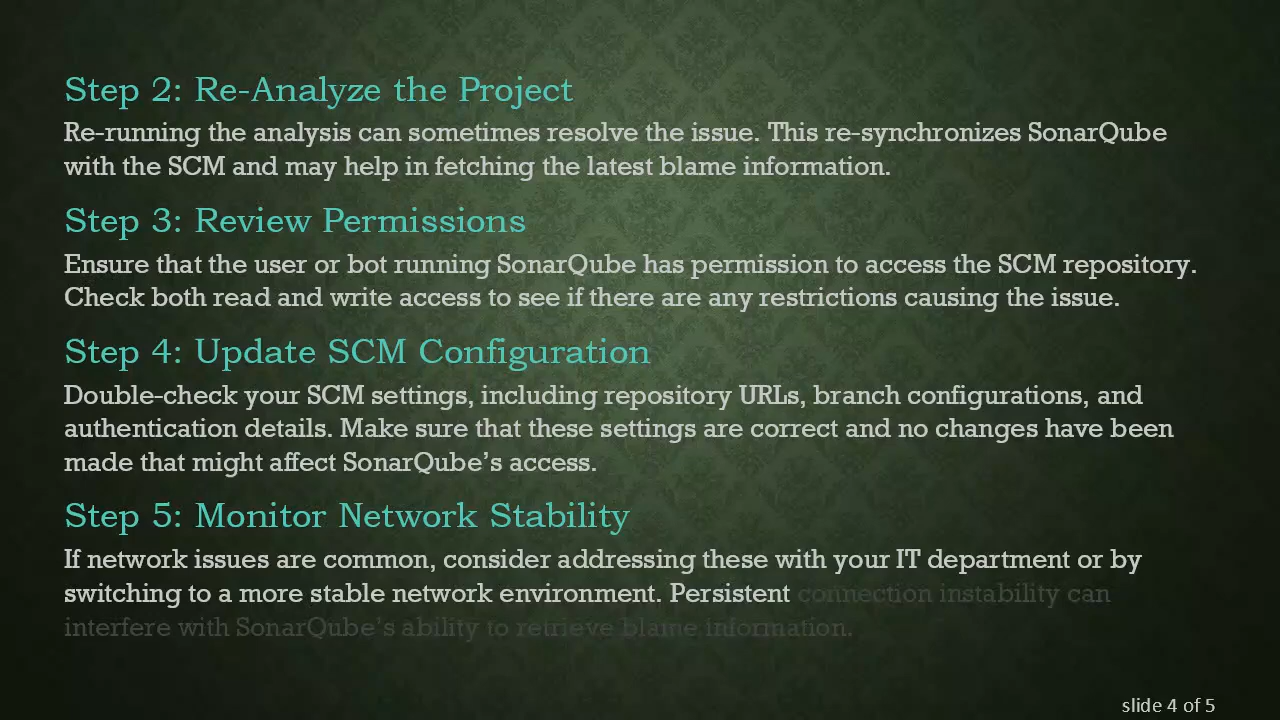 Step 2: Re-Analyze the Project
Re-running the analysis can sometimes resolve the issue. This re-synchronizes SonarQube
with the SCM and may help in fetching the latest blame information.
Step 3: Review Permissions
Ensure that the user or bot running SonarQube has permission to access the SCM repository.
Check both read and write access to see if there are any restrictions causing the issue.
Step 4: Update SCM Configuration
Double-check your SCM settings, including repository URLs, branch configurations, and
authentication details. Make sure that these settings are correct and no changes have been
made that might affect SonarQube’s access.
Step 5: Monitor Network Stability
If network issues are common, consider addressing these with your IT department or by
switching to a more stable network environment. Persistent connection instability can
interfere with SonarQube’s ability to retrieve blame information.
slide 4 of 5